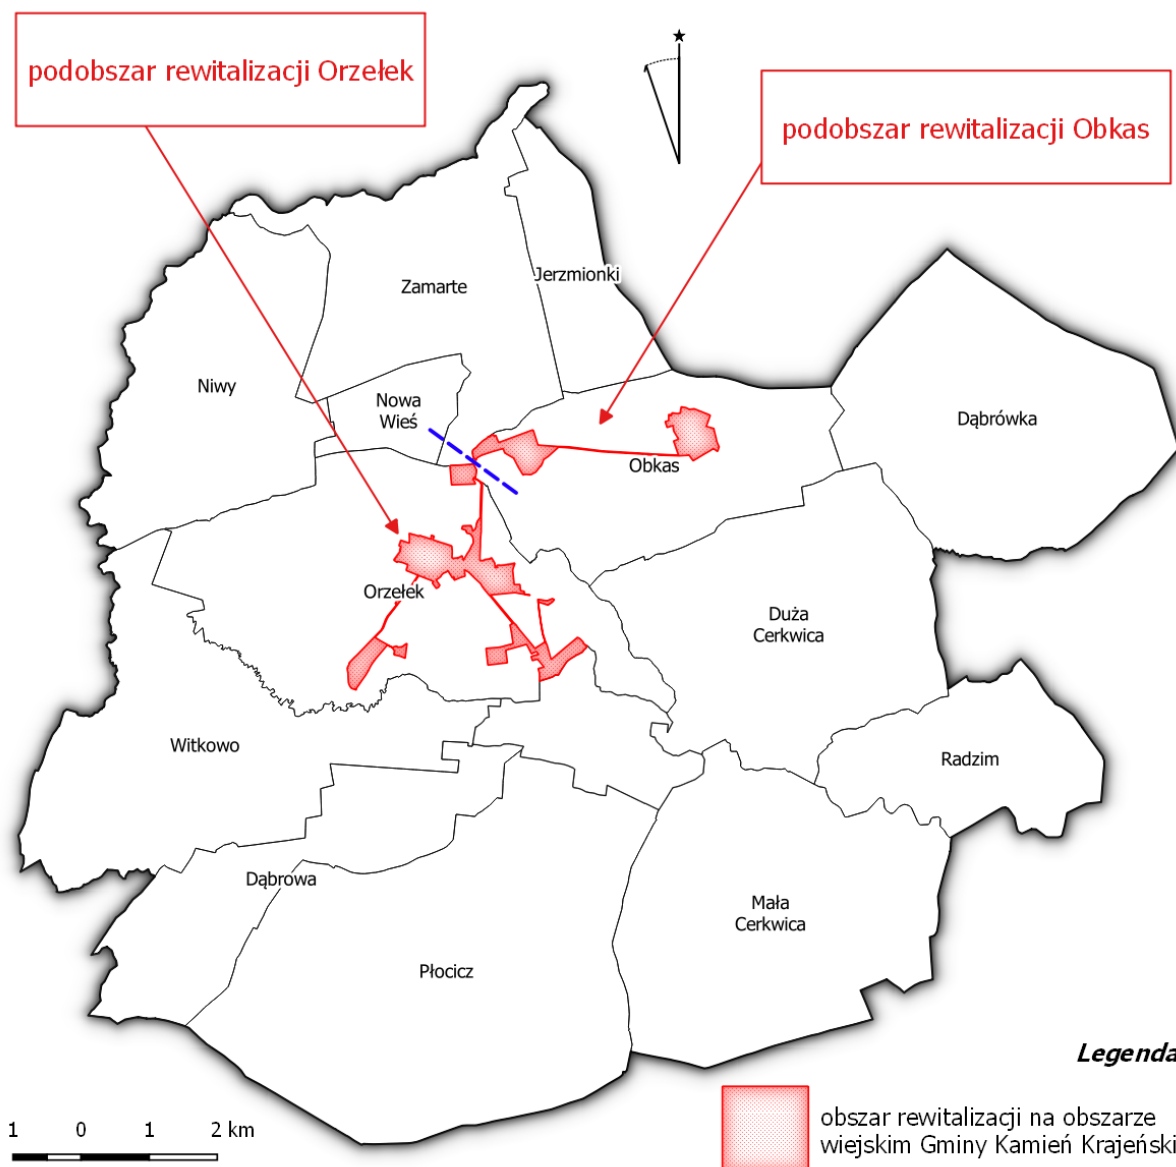 podobszar rewitalizacji Orzełek
podobszar rewitalizacji Obkas
Zamarte
Jerzmionki
Niwy
Nowa
Wieś
Dąbrówka
Obkas
Orzełek
Duża
Cerkwica
Witkowo
Radzim
Dąbrowa
Mała
Cerkwica
Płocicz
Legenda
1 0 1 2 km
obszar rewitalizacji na obszarze
wiejskim Gminy Kamień Krajeński